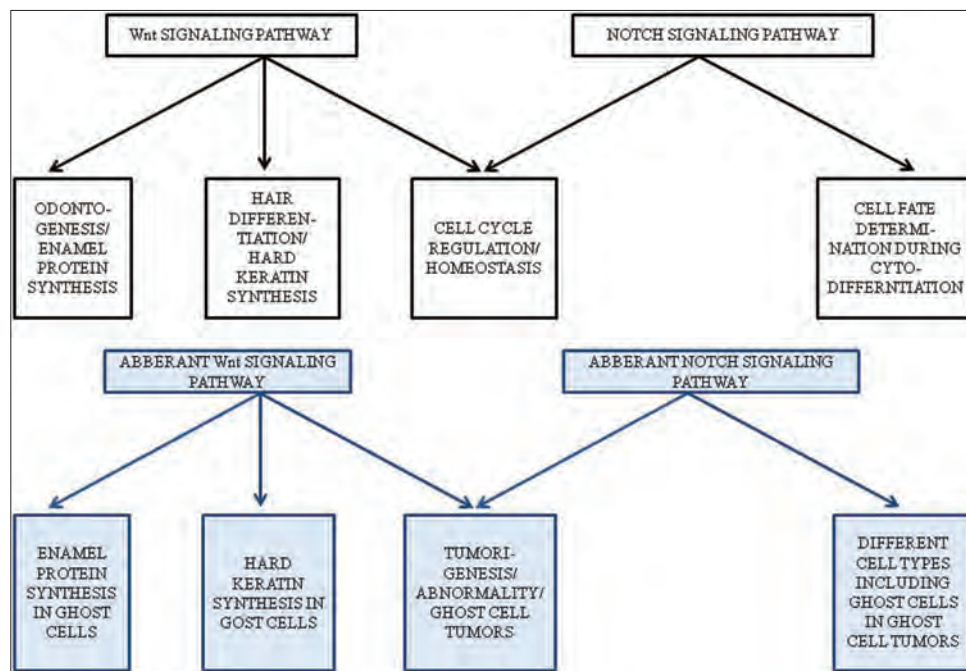 Wnt SIGNALING PATHWAY
NOTCH SIGNALING PATHWAY
ODONTO-
GENESIS/
ENAMEL
PROTEIN
SYNTHESIS
HAIR
DIFFEREN-
TIATION/
HARD
KERATIN
SYNTHESIS
CELL CYCLE
REGULATION/
HOMEOSTASIS
CELL FATE
DETERMI-
NATION DURING
CYTO-
DIFFERNTIATION
ABBERANT Wnt SIGNALING
PATHWAY
ABBERANT NOTCH SIGNALING
PATHWAY
ENAMEL
PROTEIN
SYNTHESIS
IN GHOST
CELLS
HARD
KERATIN
SYNTHESIS IN
GOST CELLS
TUMORI-
GENESIS/
ABNORMALITY/
GHOST CELL
TUMORS
DIFFERENT
CELL TYPES
INCLUDING
GHOST CELLS
IN GHOST
CELL TUMORS